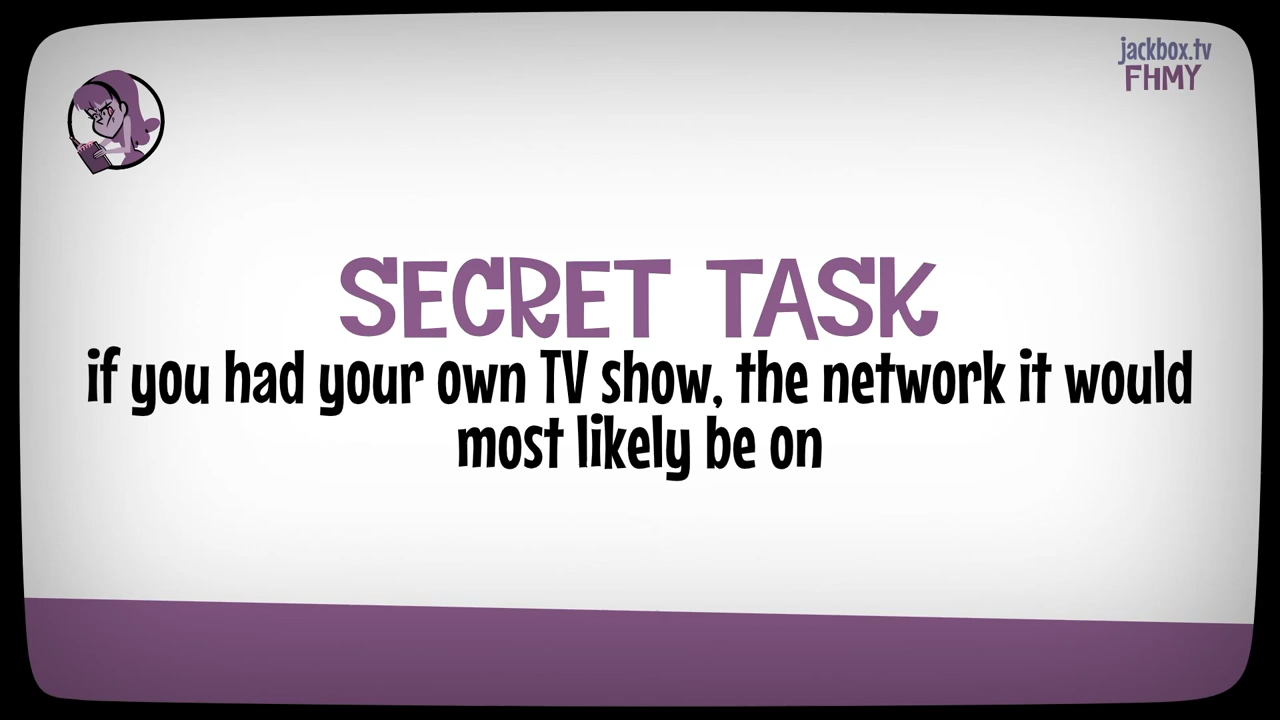 jackbox.tv
FHMY
SECRET TASK
if you had your own TV show, the network it would
most likely be on